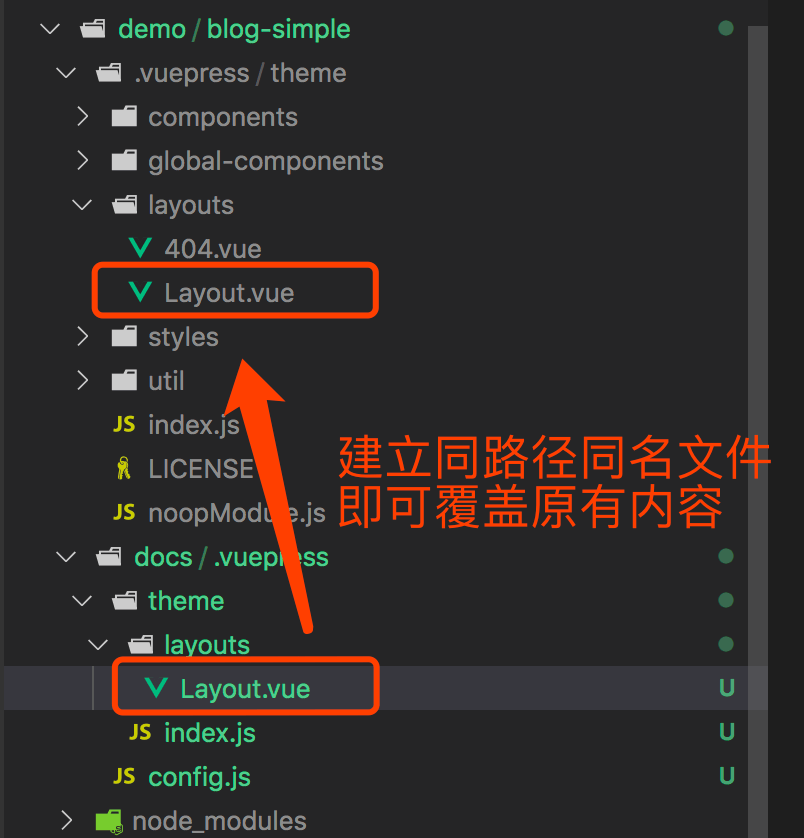 demo / blog-simple
.vuepress / theme
components
global-components
layouts
404.vue
Layout.vue
styles
util
JS index.js
LICENSE
JS noopModule.js
建立同路径同名文件
即可覆盖原有内容
docs / .vuepress
theme
layouts
Layout.vue U
JS index.js U
JS config.js U
node_modules